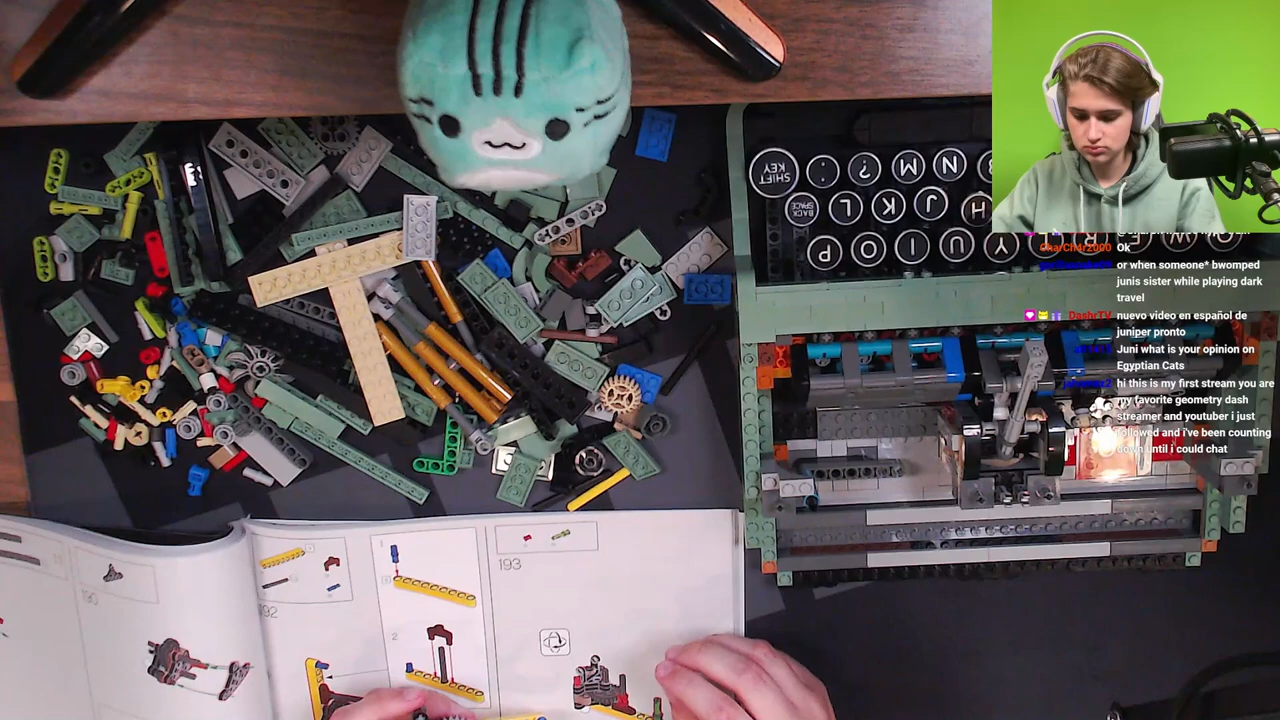 SHIFT KEY
:
?
M
N
BACK SPACE
L
K
J
H
P
O
I
U
Y
CharCh4r2000
Ok
or when someone* bwomped
junis sister while playing dark
travel
DashrTV nuevo video en español de
juniper pronto
Juni what is your opinion on
Egyptian Cats
hi this is my first stream you are
my favorite geometry dash
streamer and youtuber i just
followed and i've been counting
down until i could chat
190
192
1
2
193